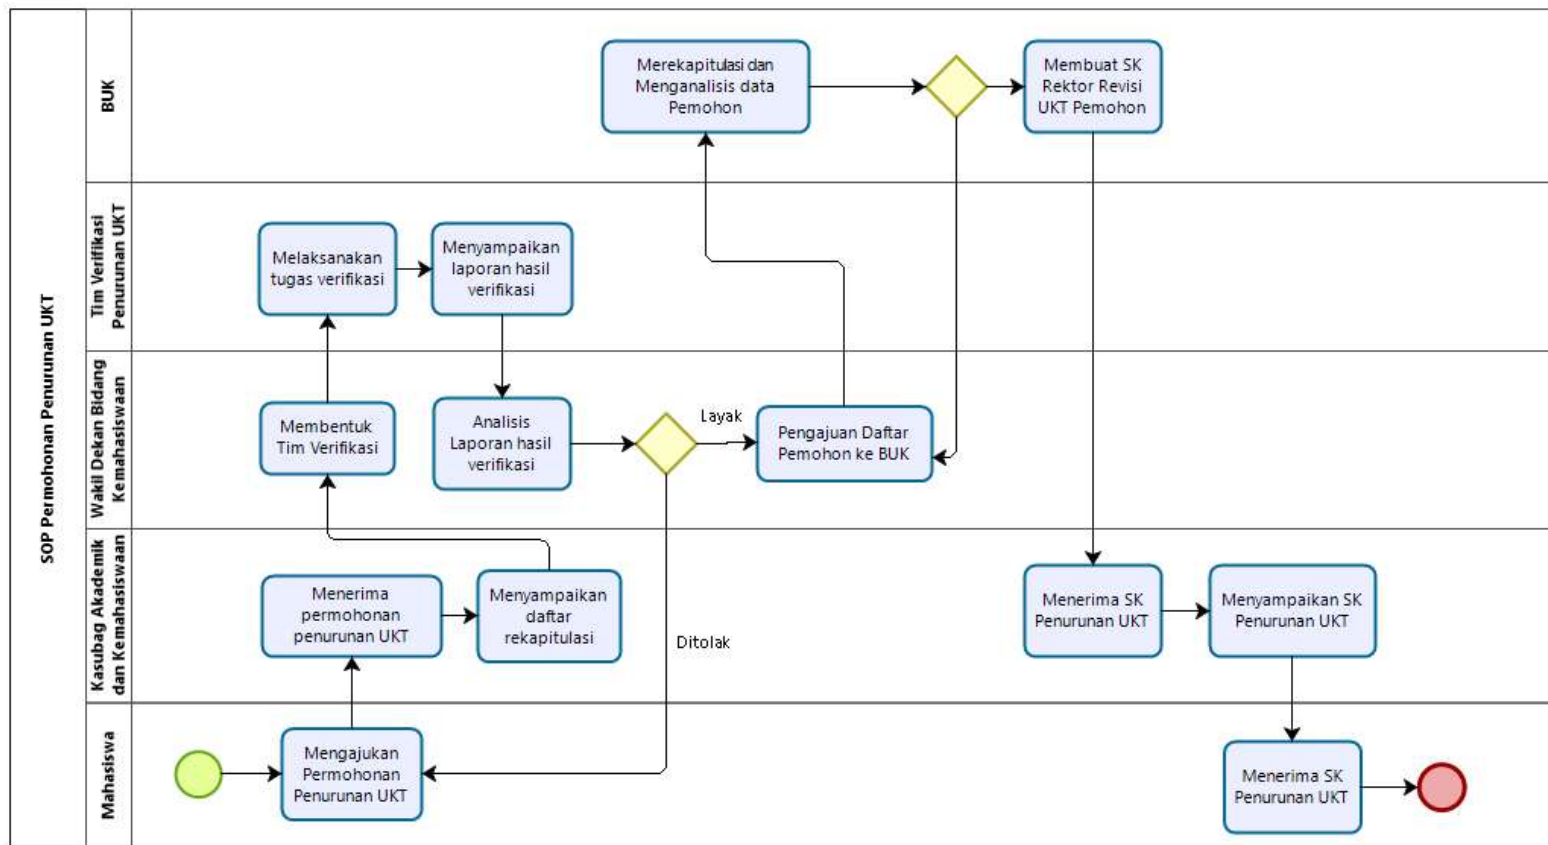 SOP Permohonan Penurunan UKT
BUK
Merekapitulasi dan
Menganalisis data
Pemohon
Membuat SK
Rektor Revisi
UKT Pemohon
Tim Verifikasi
Penurunan UKT
Melaksanakan
tugas verifikasi
Menyampaikan
laporan hasil
verifikasi
Wakil Dekan Bidang
Kemahasiswaan
Membentuk
Tim Verifikasi
Analisis
Laporan hasil
verifikasi
Layak
Pengajuan Daftar
Pemohon ke BUK
Kasubag Akademik
dan Kemahasiswaan
Menerima
permohonan
penurunan UKT
Menyampaikan
daftar
rekapitulasi
Ditolak
Menerima SK
Penurunan UKT
Menyampaikan SK
Penurunan UKT
Mahasiswa
Mengajukan
Permohonan
Penurunan UKT
Menerima SK
Penurunan UKT